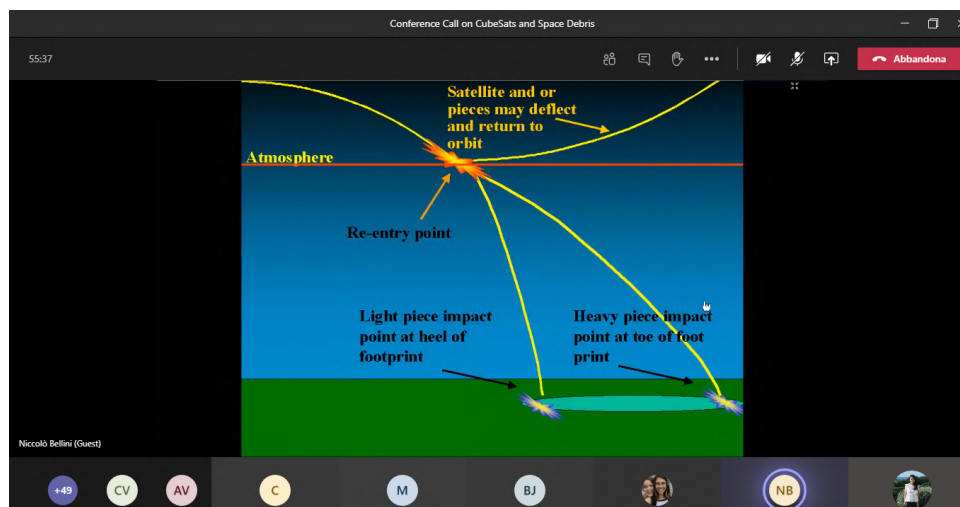 Conference Call on CubeSats and Space Debris
55:37
Abbandona
Satellite and or
pieces may deflect
and return to
orbit
Atmosphere
Re-entry point
Light piece impact
point at heel of
footprint
Heavy piece impact
point at toe of foot
print
Niccolò Bellini (Guest)
+49
CV
AV
C
M
BJ
NB